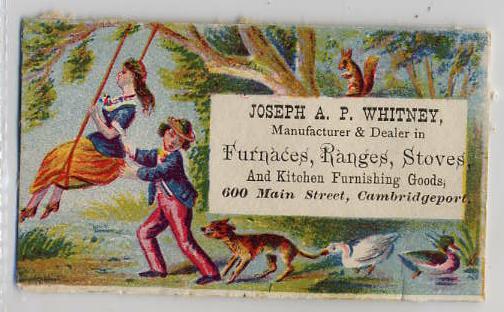 JOSEPH A. P. WHITNEY,
Manufacturer & Dealer in
Furnaces, Ranges, Stoves,
And Kitchen Furnishing Goods,
600 Main Street, Cambridgeport.